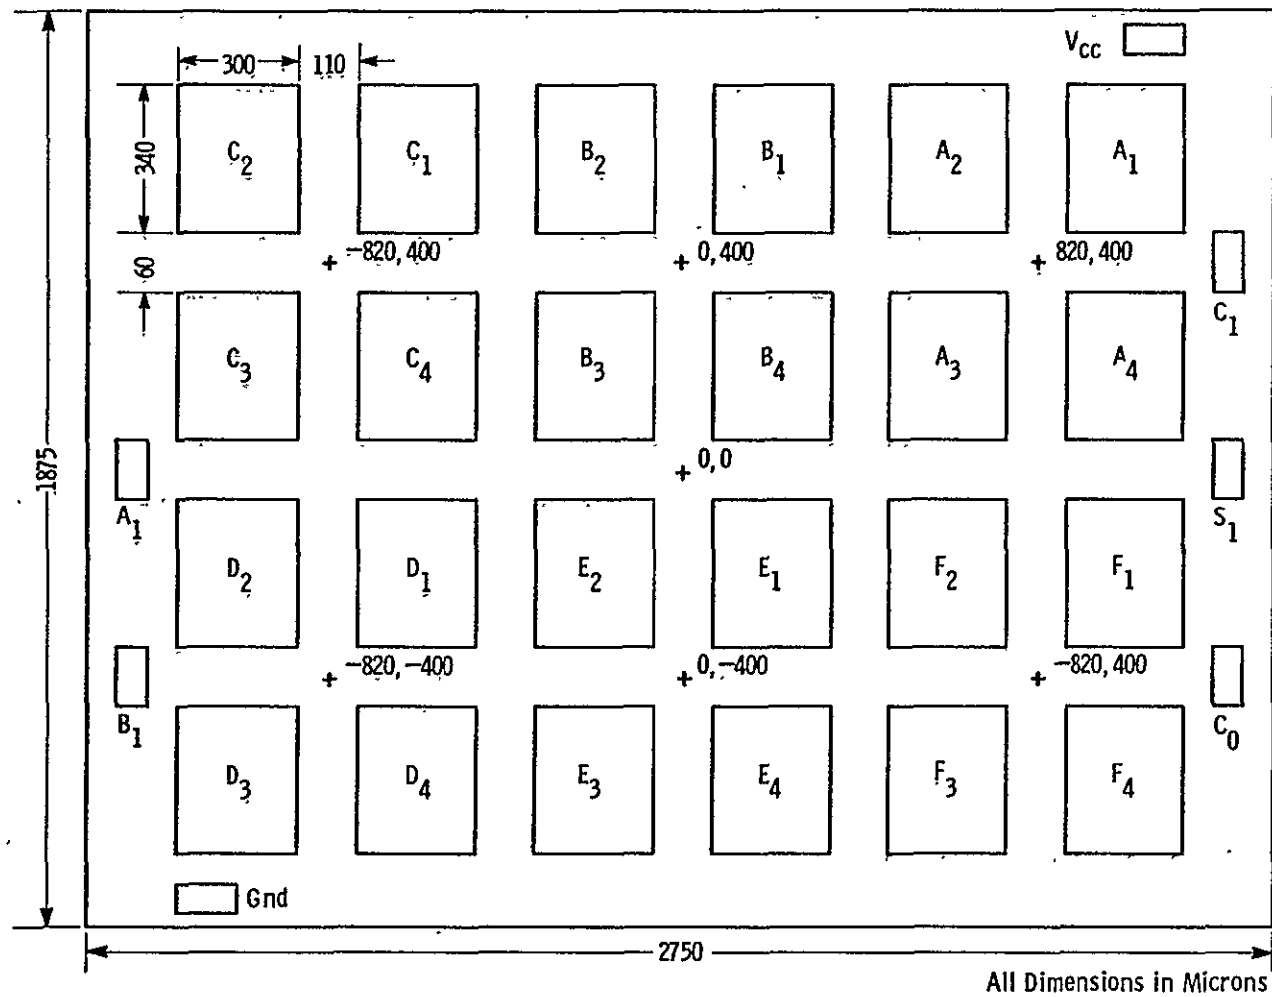 V_CC
300 110
340
C_2 C_1 B_2 B_1 A_2 A_1
60
-820, 400 0, 400 820, 400
C_1
C_3 C_4 B_3 B_4 A_3 A_4
1875
0, 0
A_1
S_1
D_2 D_1 E_2 E_1 F_2 F_1
-820, -400 0, -400 -820, 400
B_1
C_0
D_3 D_4 E_3 E_4 F_3 F_4
Gnd
2750
All Dimensions in Microns